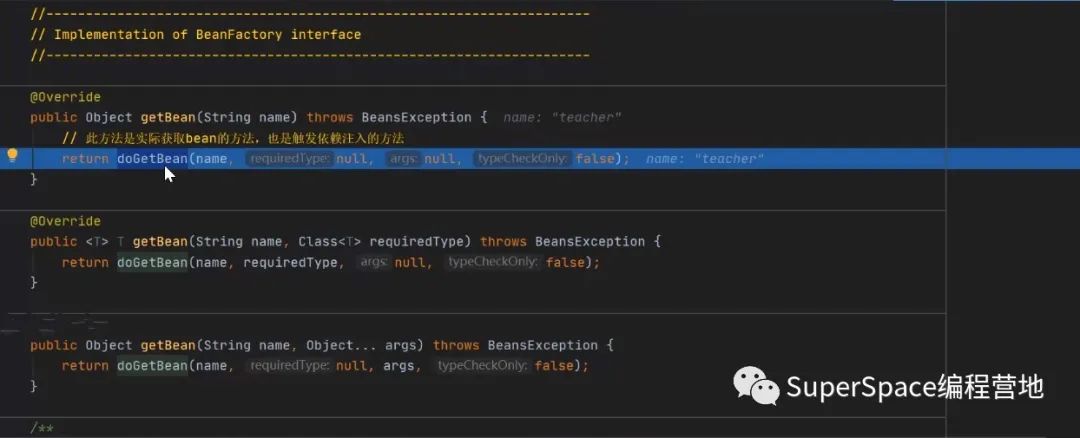 //---------------------------------------------------------------------
// Implementation of BeanFactory interface
//---------------------------------------------------------------------
@Override
public Object getBean(String name) throws BeansException {  name: "teacher"
// 此方法是实际获取bean的方法，也是触发依赖注入的方法
return doGetBean(name, requiredType: null, args: null, typeCheckOnly: false);  name: "teacher"
}
@Override
public <T> T getBean(String name, Class<T> requiredType) throws BeansException {
return doGetBean(name, requiredType, args: null, typeCheckOnly: false);
}
public Object getBean(String name, Object... args) throws BeansException {
return doGetBean(name, requiredType: null, args, typeCheckOnly: false);
}
SuperSpace编程营地
/**